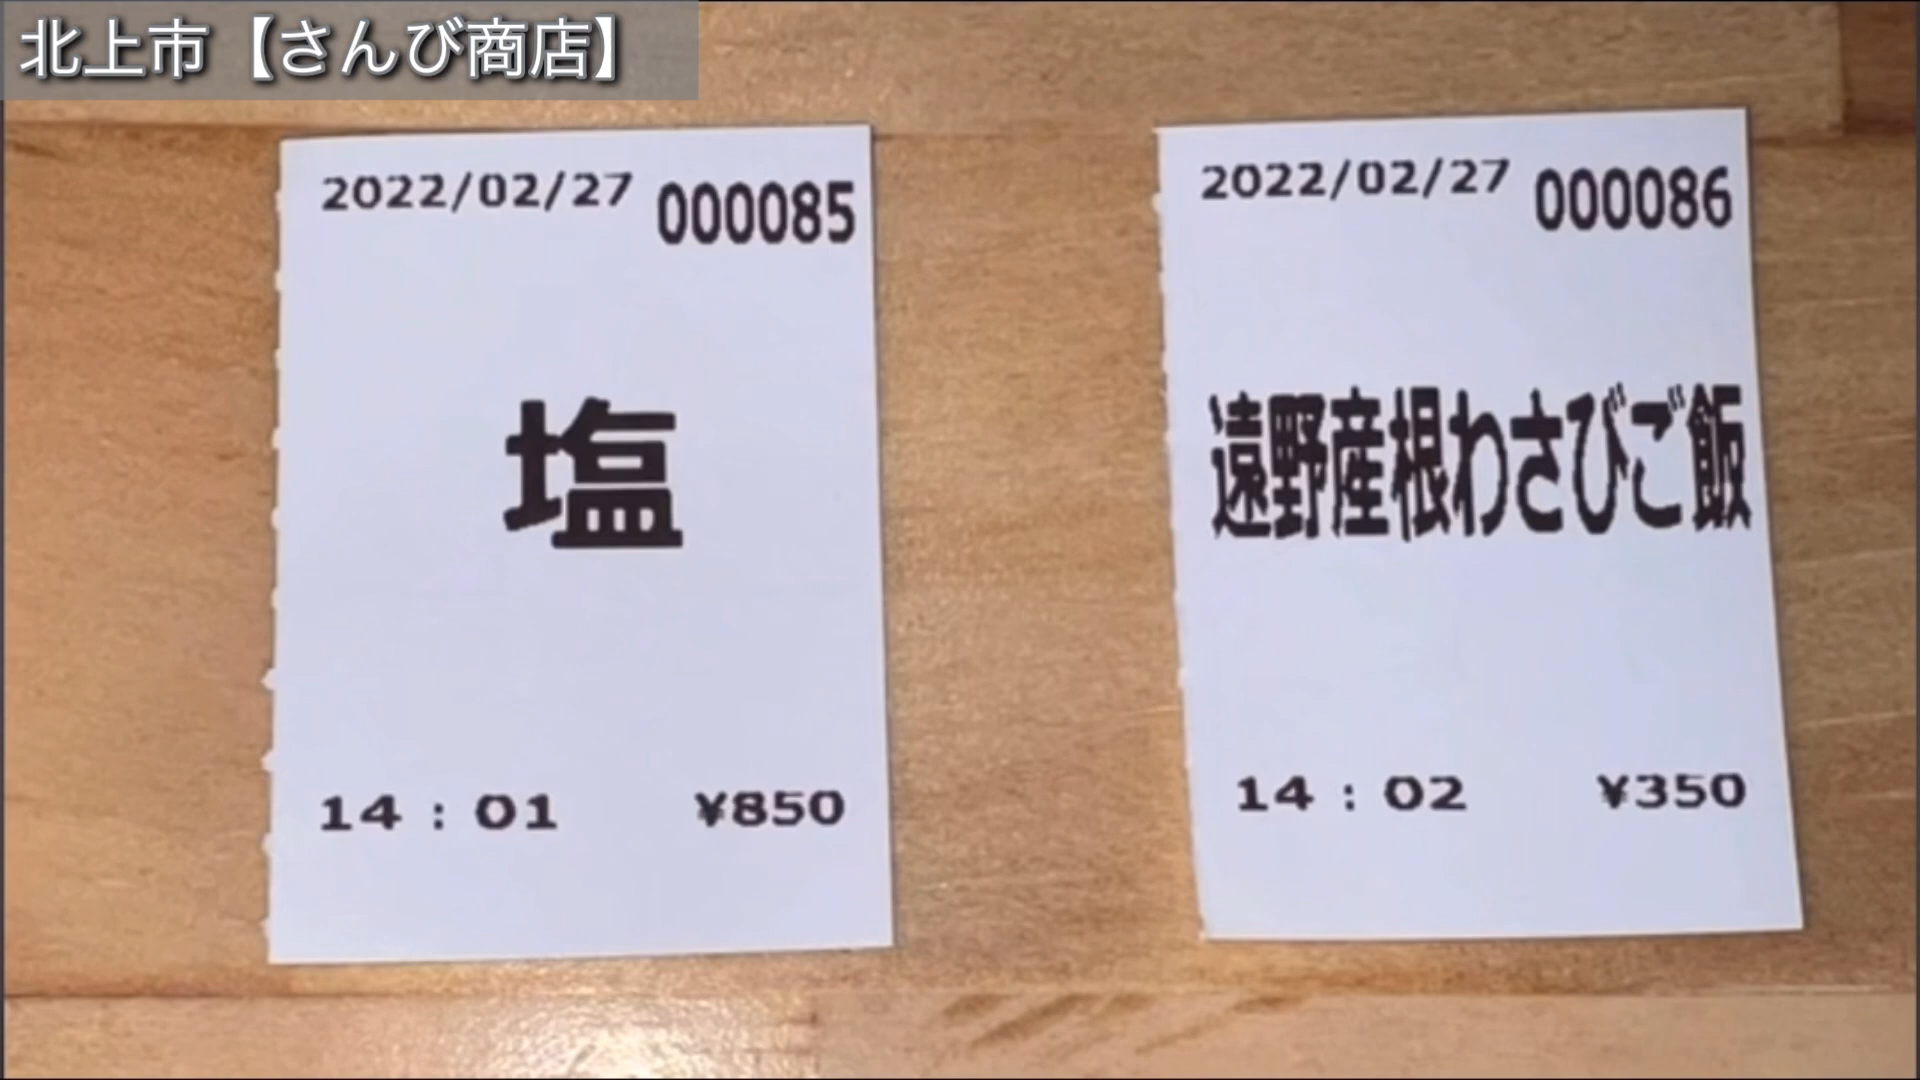 北上市【さんび商店】
2022/02/27 000085
塩
14 : 01 ¥850
2022/02/27 000086
遠野産根わさびご飯
14 : 02 ¥350